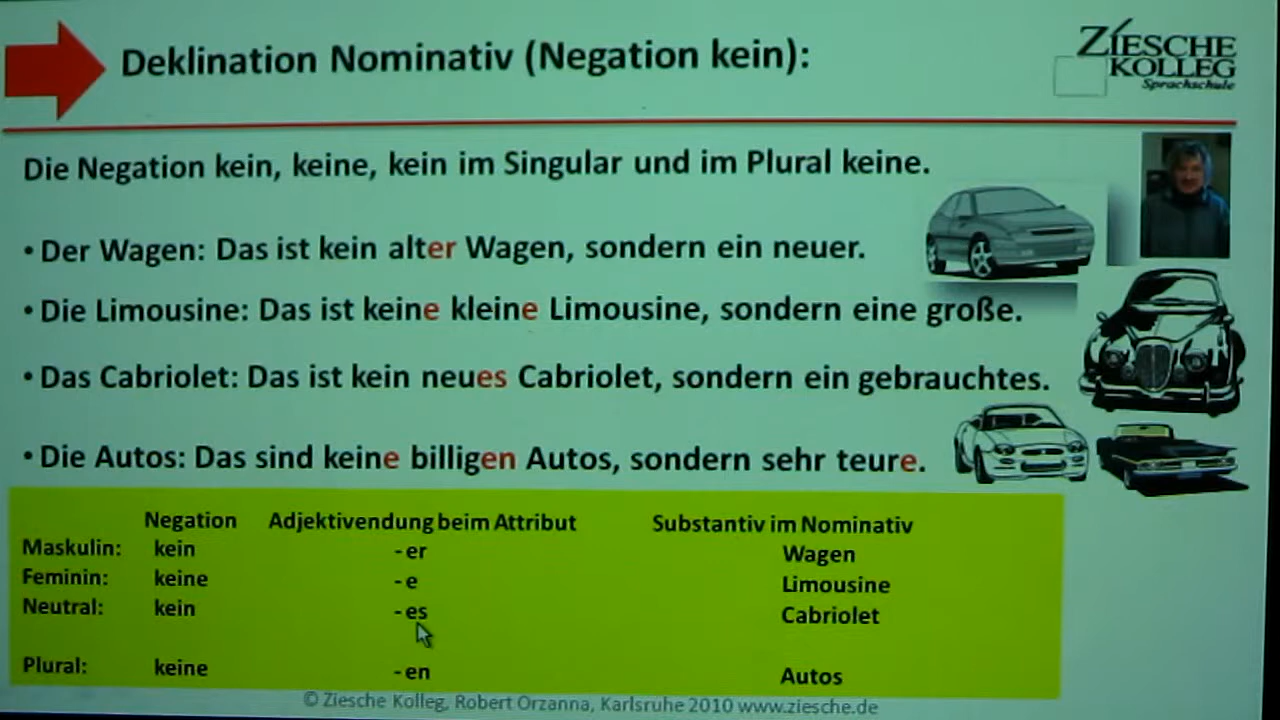 Deklination Nominativ (Negation kein):
ZIESCHE
KOLLEG
Sprachschule
Die Negation kein, keine, kein im Singular und im Plural keine.
• Der Wagen: Das ist kein alter Wagen, sondern ein neuer.
• Die Limousine: Das ist keine kleine Limousine, sondern eine große.
• Das Cabriolet: Das ist kein neues Cabriolet, sondern ein gebrauchtes.
• Die Autos: Das sind keine billigen Autos, sondern sehr teure.
Negation Adjektivendung beim Attribut Substantiv im Nominativ
Maskulin: kein - er Wagen
Feminin: keine - e Limousine
Neutral: kein - es Cabriolet
Plural: keine - en Autos
© Ziesche Kolleg, Robert Orzanna, Karlsruhe 2010 www.ziesche.de